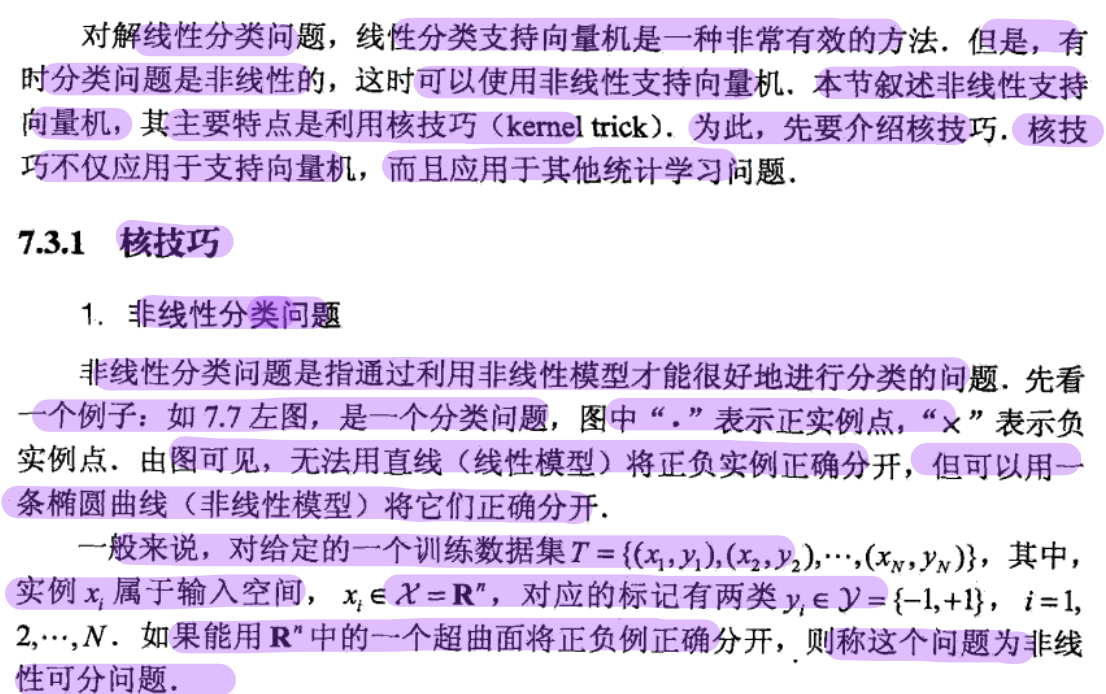 对解线性分类问题，线性分类支持向量机是一种非常有效的方法．但是，有
时分类问题是非线性的，这时可以使用非线性支持向量机．本节叙述非线性支持
向量机，其主要特点是利用核技巧（kernel trick）．为此，先要介绍核技巧．核技
巧不仅应用于支持向量机，而且应用于其他统计学习问题．
7.3.1 核技巧
1. 非线性分类问题
非线性分类问题是指通过利用非线性模型才能很好地进行分类的问题．先看
一个例子：如 7.7 左图，是一个分类问题，图中“·”表示正实例点，“×”表示负
实例点．由图可见，无法用直线（线性模型）将正负实例正确分开，但可以用一
条椭圆曲线（非线性模型）将它们正确分开．
一般来说，对给定的一个训练数据集 T = {(x₁, y₁), (x₂, y₂), ⋯, (x_N, y_N)}，其中，
实例 xᵢ 属于输入空间，xᵢ ∈ 𝒳 = Rⁿ，对应的标记有两类 yᵢ ∈ 𝒴 = {−1, +1}，i = 1,
2, ⋯, N．如果能用 Rⁿ 中的一个超曲面将正负例正确分开，则称这个问题为非线
性可分问题．